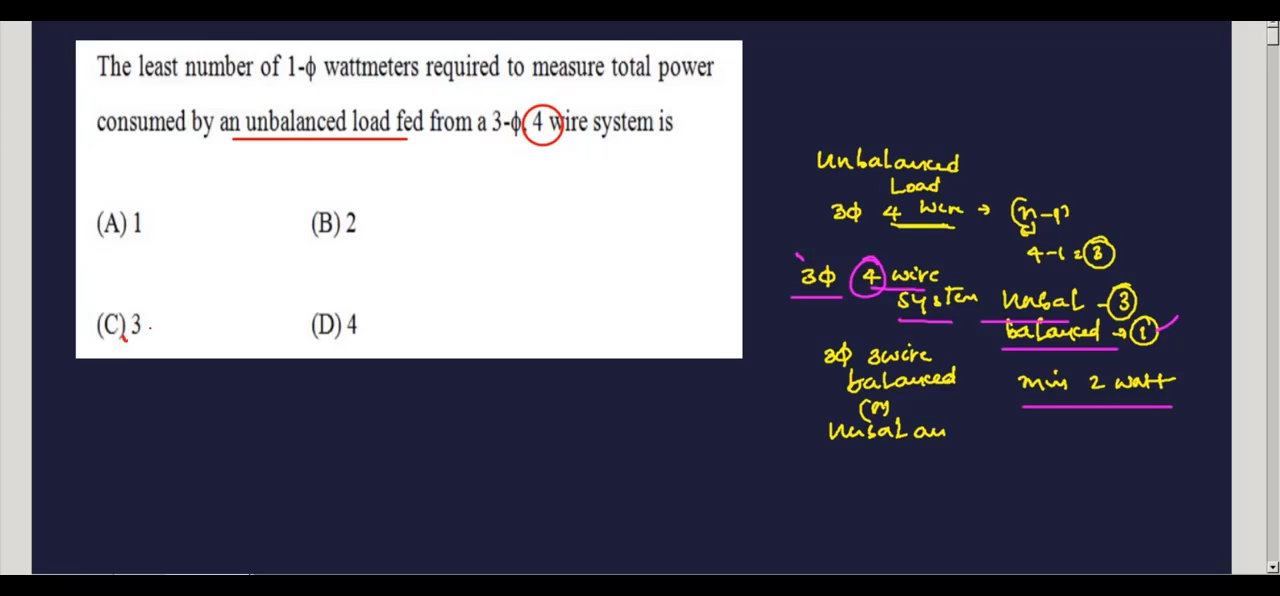 The least number of 1-ϕ wattmeters required to measure total power
consumed by an unbalanced load fed from a 3-ϕ, 4 wire system is
(A) 1 (B) 2
(C) 3 (D) 4
Unbalanced
Load
3ϕ 4 wire → (n-1)
4-1 = 3
3ϕ 4 wire
system unbal - 3
balanced → 1
3ϕ 3wire
balanced
min 2 watt
unbalan